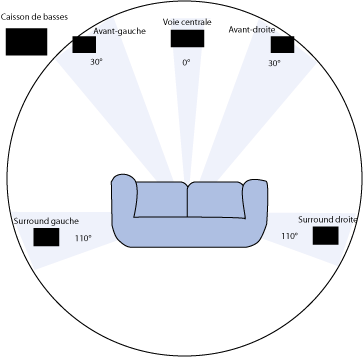 Caisson de basses
Avant-gauche
Voie centrale
Avant-droite
30°
0°
30°
Surround gauche
Surround droite
110°
110°